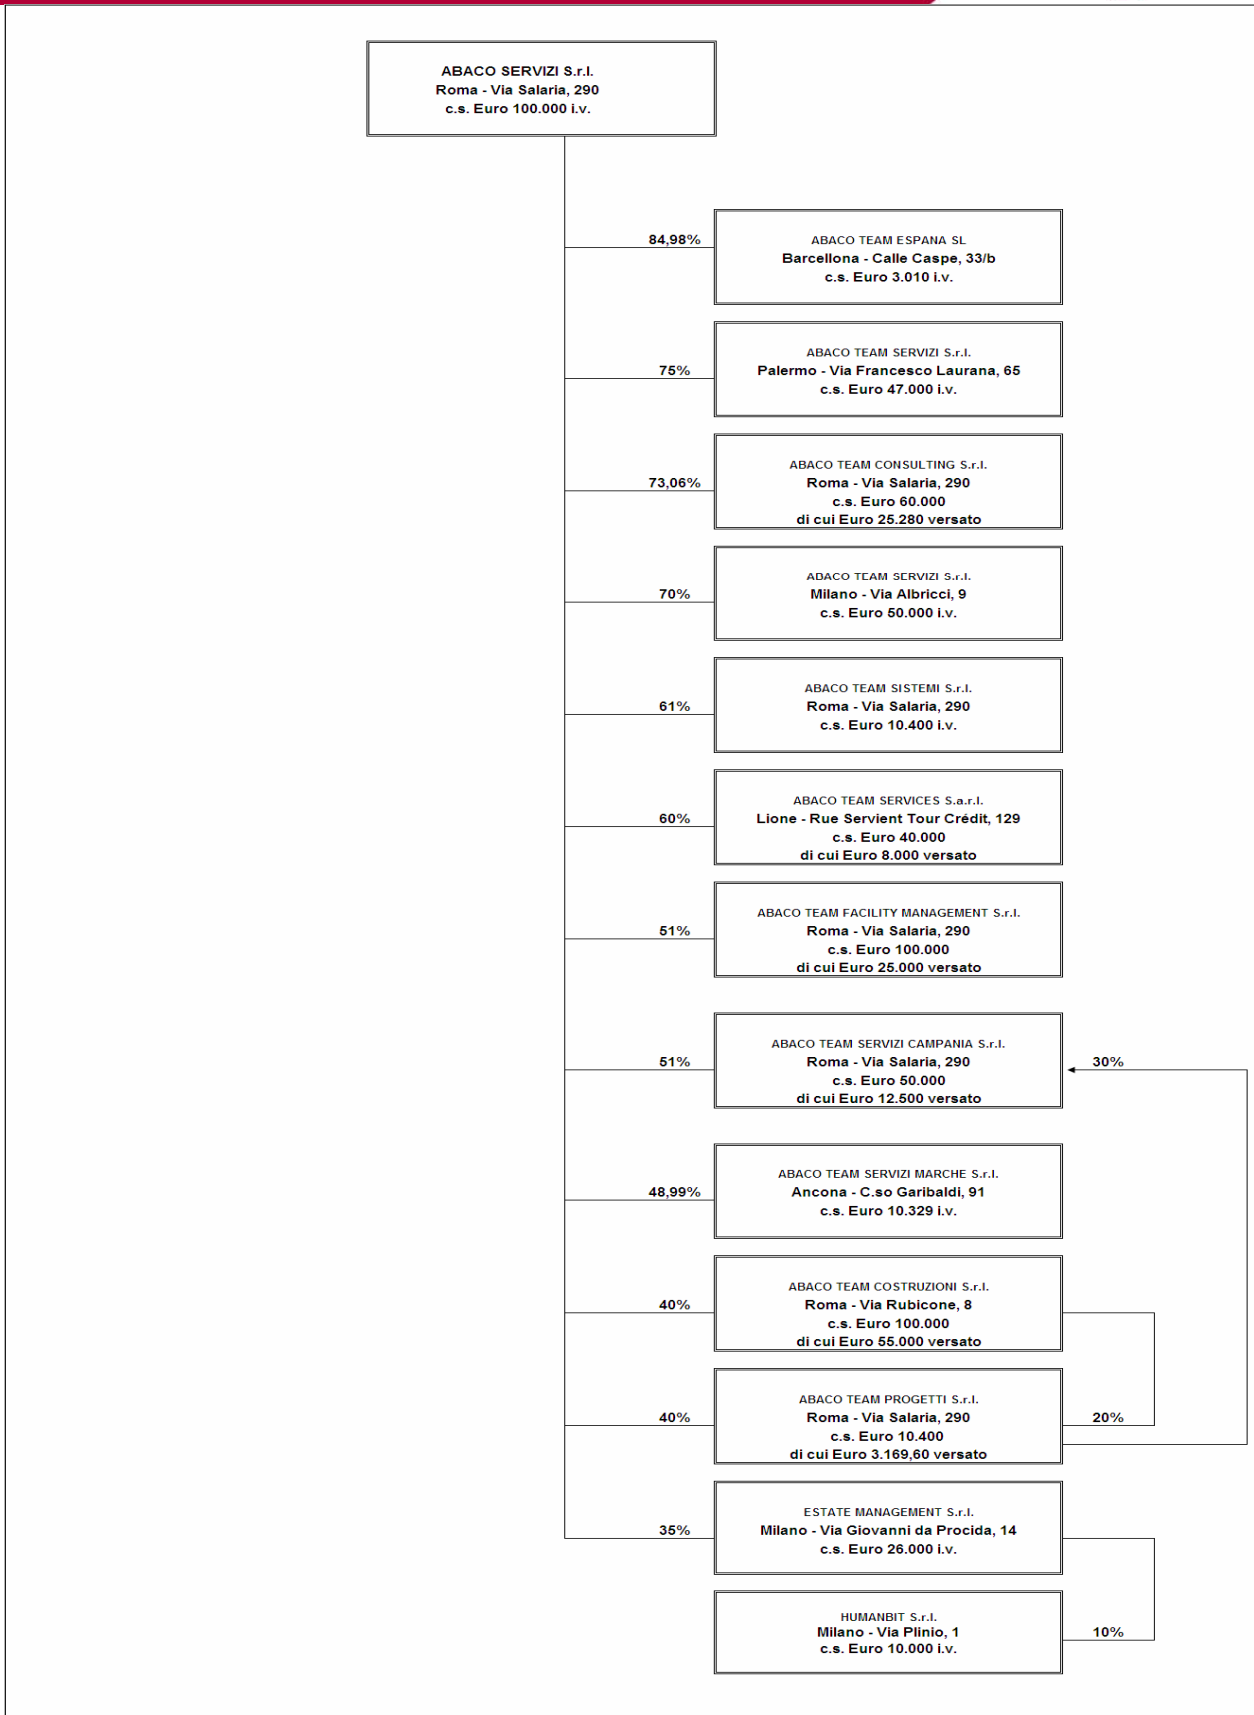 ABACO SERVIZI S.r.l.
Roma - Via Salaria, 290
c.s. Euro 100.000 i.v.
84,98%
ABACO TEAM ESPANA SL
Barcellona - Calle Caspe, 33/b
c.s. Euro 3.010 i.v.
75%
ABACO TEAM SERVIZI S.r.l.
Palermo - Via Francesco Laurana, 65
c.s. Euro 47.000 i.v.
73,06%
ABACO TEAM CONSULTING S.r.l.
Roma - Via Salaria, 290
c.s. Euro 60.000
di cui Euro 25.280 versato
70%
ABACO TEAM SERVIZI S.r.l.
Milano - Via Albricci, 9
c.s. Euro 50.000 i.v.
61%
ABACO TEAM SISTEMI S.r.l.
Roma - Via Salaria, 290
c.s. Euro 10.400 i.v.
60%
ABACO TEAM SERVICES S.a.r.l.
Lione - Rue Servient Tour Crédit, 129
c.s. Euro 40.000
di cui Euro 8.000 versato
51%
ABACO TEAM FACILITY MANAGEMENT S.r.l.
Roma - Via Salaria, 290
c.s. Euro 100.000
di cui Euro 25.000 versato
51%
ABACO TEAM SERVIZI CAMPANIA S.r.l.
Roma - Via Salaria, 290
c.s. Euro 50.000
di cui Euro 12.500 versato
30%
48,99%
ABACO TEAM SERVIZI MARCHE S.r.l.
Ancona - C.so Garibaldi, 91
c.s. Euro 10.329 i.v.
40%
ABACO TEAM COSTRUZIONI S.r.l.
Roma - Via Rubicone, 8
c.s. Euro 100.000
di cui Euro 55.000 versato
40%
ABACO TEAM PROGETTI S.r.l.
Roma - Via Salaria, 290
c.s. Euro 10.400
di cui Euro 3.169,60 versato
20%
35%
ESTATE MANAGEMENT S.r.l.
Milano - Via Giovanni da Procida, 14
c.s. Euro 26.000 i.v.
HUMANBIT S.r.l.
Milano - Via Plinio, 1
c.s. Euro 10.000 i.v.
10%